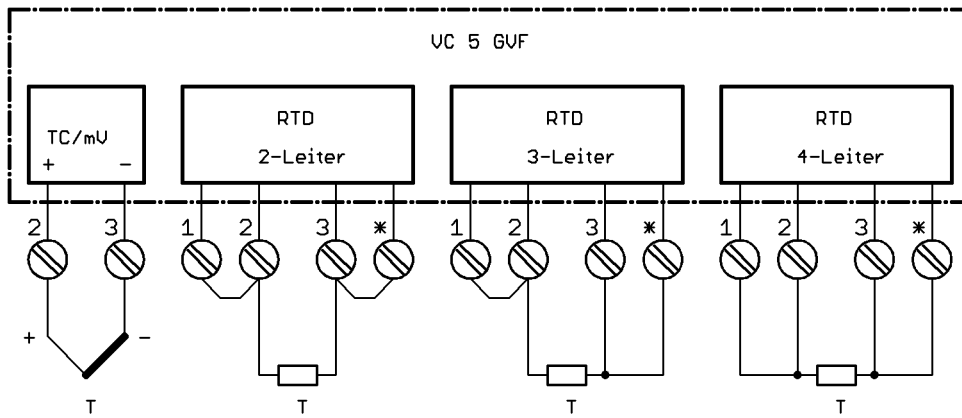 VC 5 GVF
TC/mV
+ -
RTD
2-Leiter
RTD
3-Leiter
RTD
4-Leiter
2 3 1 2 3 * 1 2 3 * 1 2 3 *
+ -
T T T T